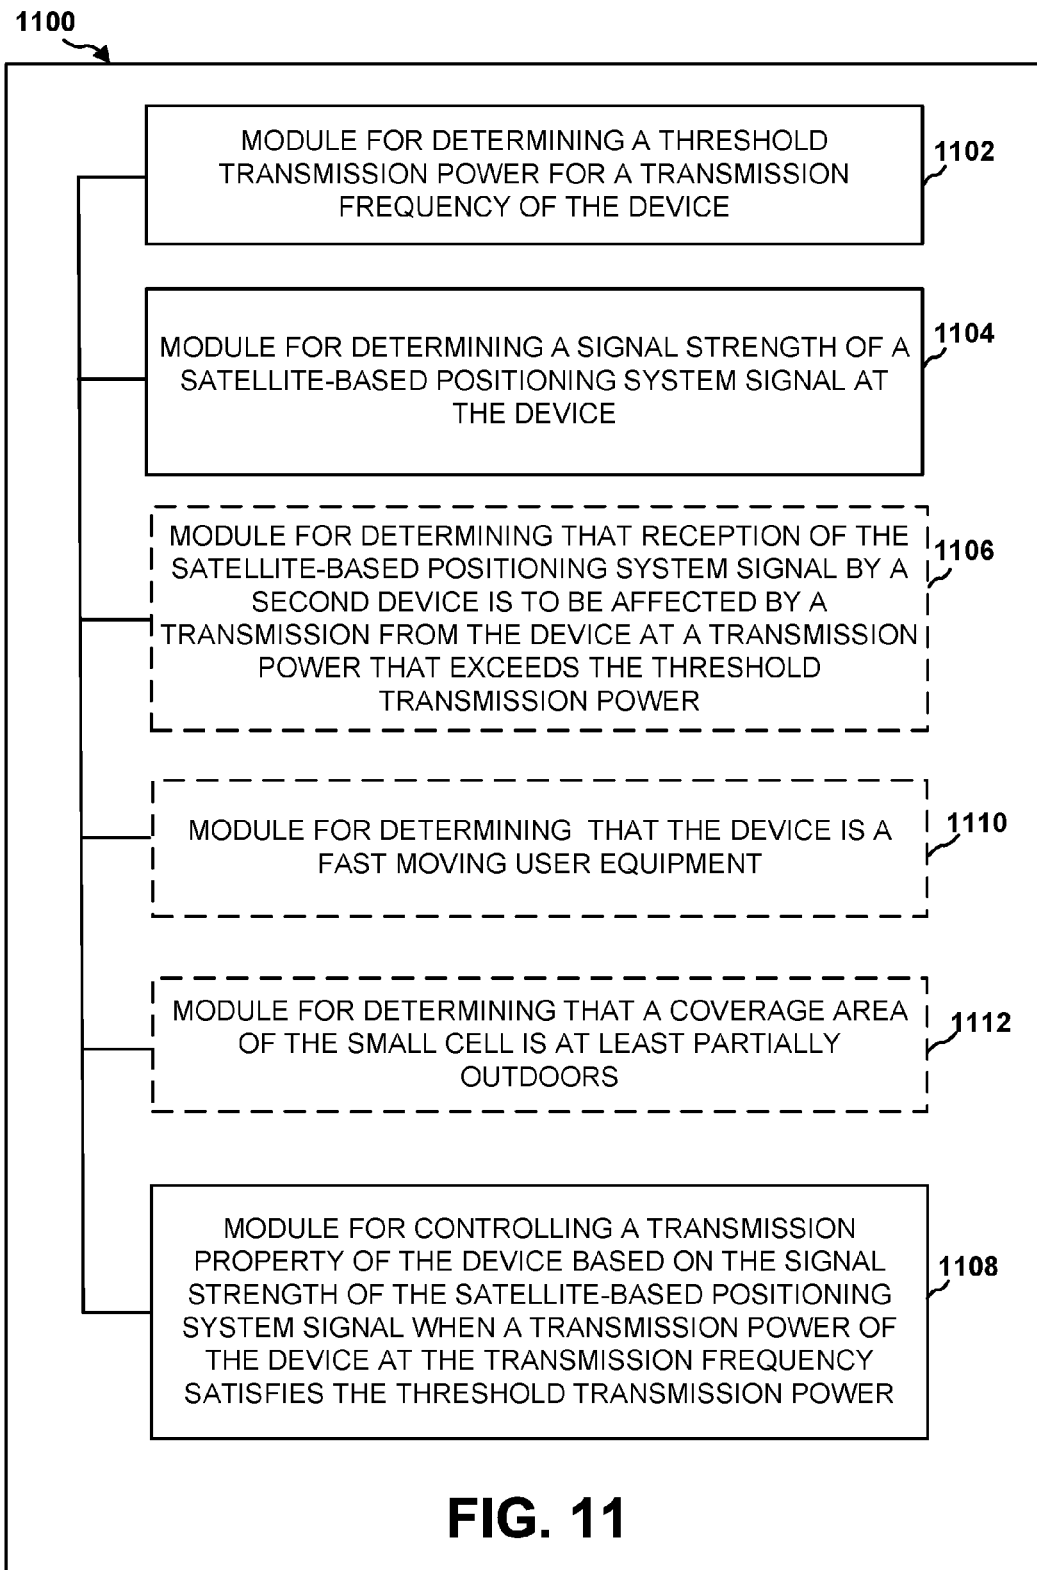 1100
MODULE FOR DETERMINING A THRESHOLD
TRANSMISSION POWER FOR A TRANSMISSION
FREQUENCY OF THE DEVICE
1102
MODULE FOR DETERMINING A SIGNAL STRENGTH OF A
SATELLITE-BASED POSITIONING SYSTEM SIGNAL AT
THE DEVICE
1104
MODULE FOR DETERMINING THAT RECEPTION OF THE
SATELLITE-BASED POSITIONING SYSTEM SIGNAL BY A
SECOND DEVICE IS TO BE AFFECTED BY A
TRANSMISSION FROM THE DEVICE AT A TRANSMISSION
POWER THAT EXCEEDS THE THRESHOLD
TRANSMISSION POWER
1106
MODULE FOR DETERMINING THAT THE DEVICE IS A
FAST MOVING USER EQUIPMENT
1110
MODULE FOR DETERMINING THAT A COVERAGE AREA
OF THE SMALL CELL IS AT LEAST PARTIALLY
OUTDOORS
1112
MODULE FOR CONTROLLING A TRANSMISSION
PROPERTY OF THE DEVICE BASED ON THE SIGNAL
STRENGTH OF THE SATELLITE-BASED POSITIONING
SYSTEM SIGNAL WHEN A TRANSMISSION POWER OF
THE DEVICE AT THE TRANSMISSION FREQUENCY
SATISFIES THE THRESHOLD TRANSMISSION POWER
1108
FIG. 11